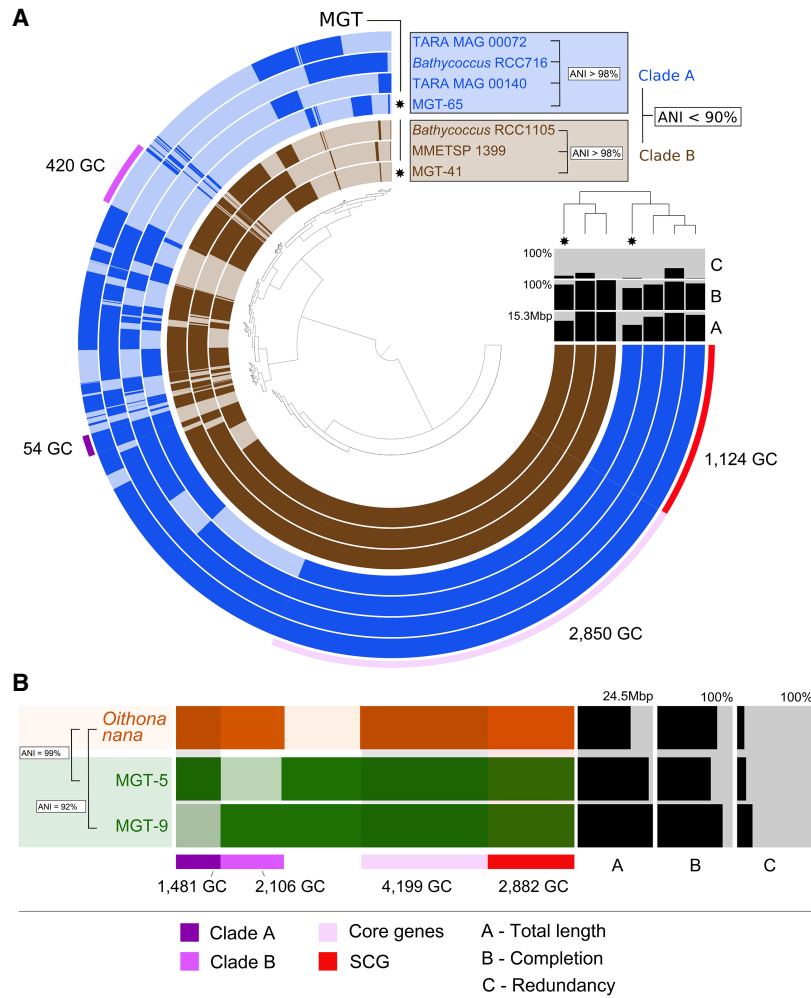 A
MGT
TARA MAG 00072
Bathycoccus RCC716
TARA MAG 00140
MGT-65
ANI > 98%
Clade A
ANI < 90%
Bathycoccus RCC1105
MMETSP 1399
MGT-41
ANI > 98%
Clade B
420 GC
100%
C
100%
B
15.3Mbp
A
54 GC
1,124 GC
2,850 GC
B
24.5Mbp
100%
100%
Oithona
nana
ANI = 99%
MGT-5
ANI = 92%
MGT-9
A
B
C
1,481 GC
2,106 GC
4,199 GC
2,882 GC
Clade A
Core genes
A - Total length
Clade B
SCG
B - Completion
C - Redundancy